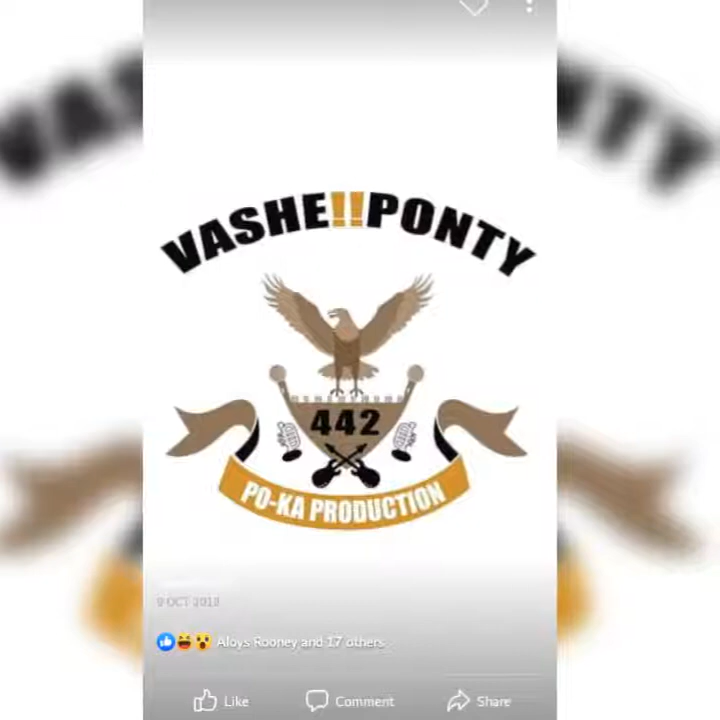 VASHE!!PONTY
442
PO-KA PRODUCTION
9 OCT 2018
Aloys Rooney and 17 others
Like Comment Share